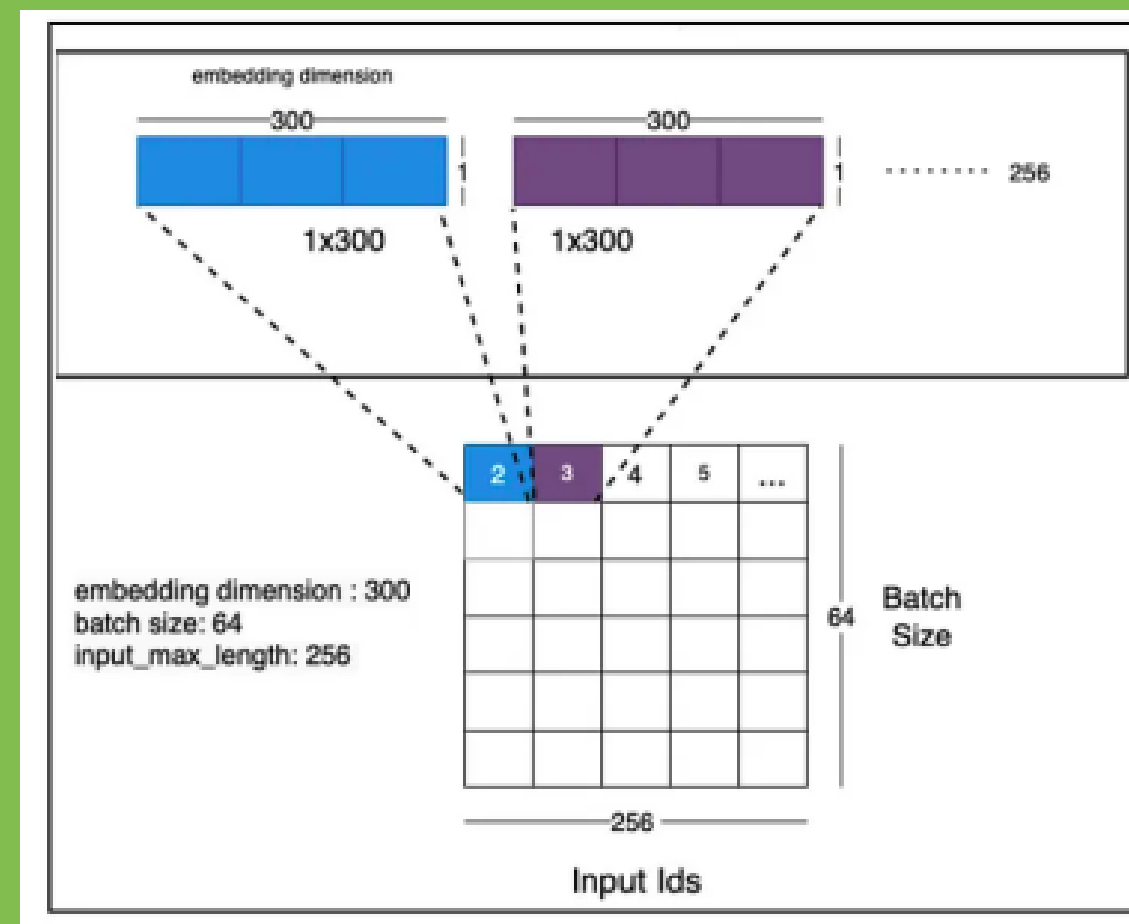 embedding dimension
300 300
1 1 ........ 256
1x300 1x300
2 3 4 5 ...
embedding dimension : 300
batch size: 64
input_max_length: 256
64
Batch
Size
256
Input Ids